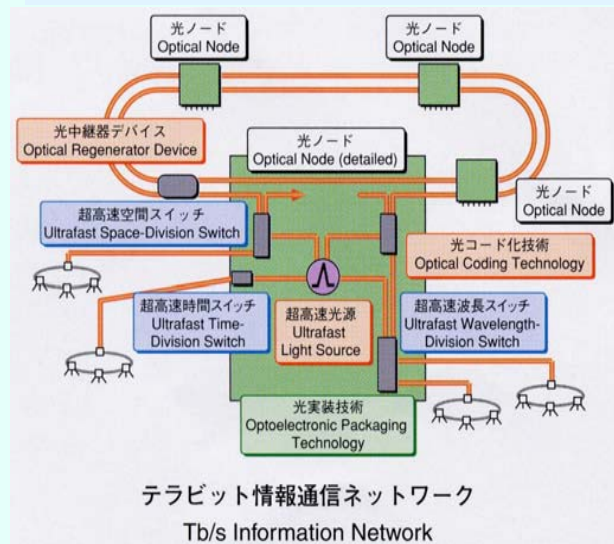 光ノード
Optical Node
光ノード
Optical Node
光中継器デバイス
Optical Regenerator Device
光ノード
Optical Node (detailed)
光ノード
Optical Node
超高速空間スイッチ
Ultrafast Space-Division Switch
光コード化技術
Optical Coding Technology
超高速時間スイッチ
Ultrafast Time-
Division Switch
超高速光源
Ultrafast
Light Source
超高速波長スイッチ
Ultrafast Wavelength-
Division Switch
光実装技術
Optoelectronic Packaging
Technology
テラビット情報通信ネットワーク
Tb/s Information Network